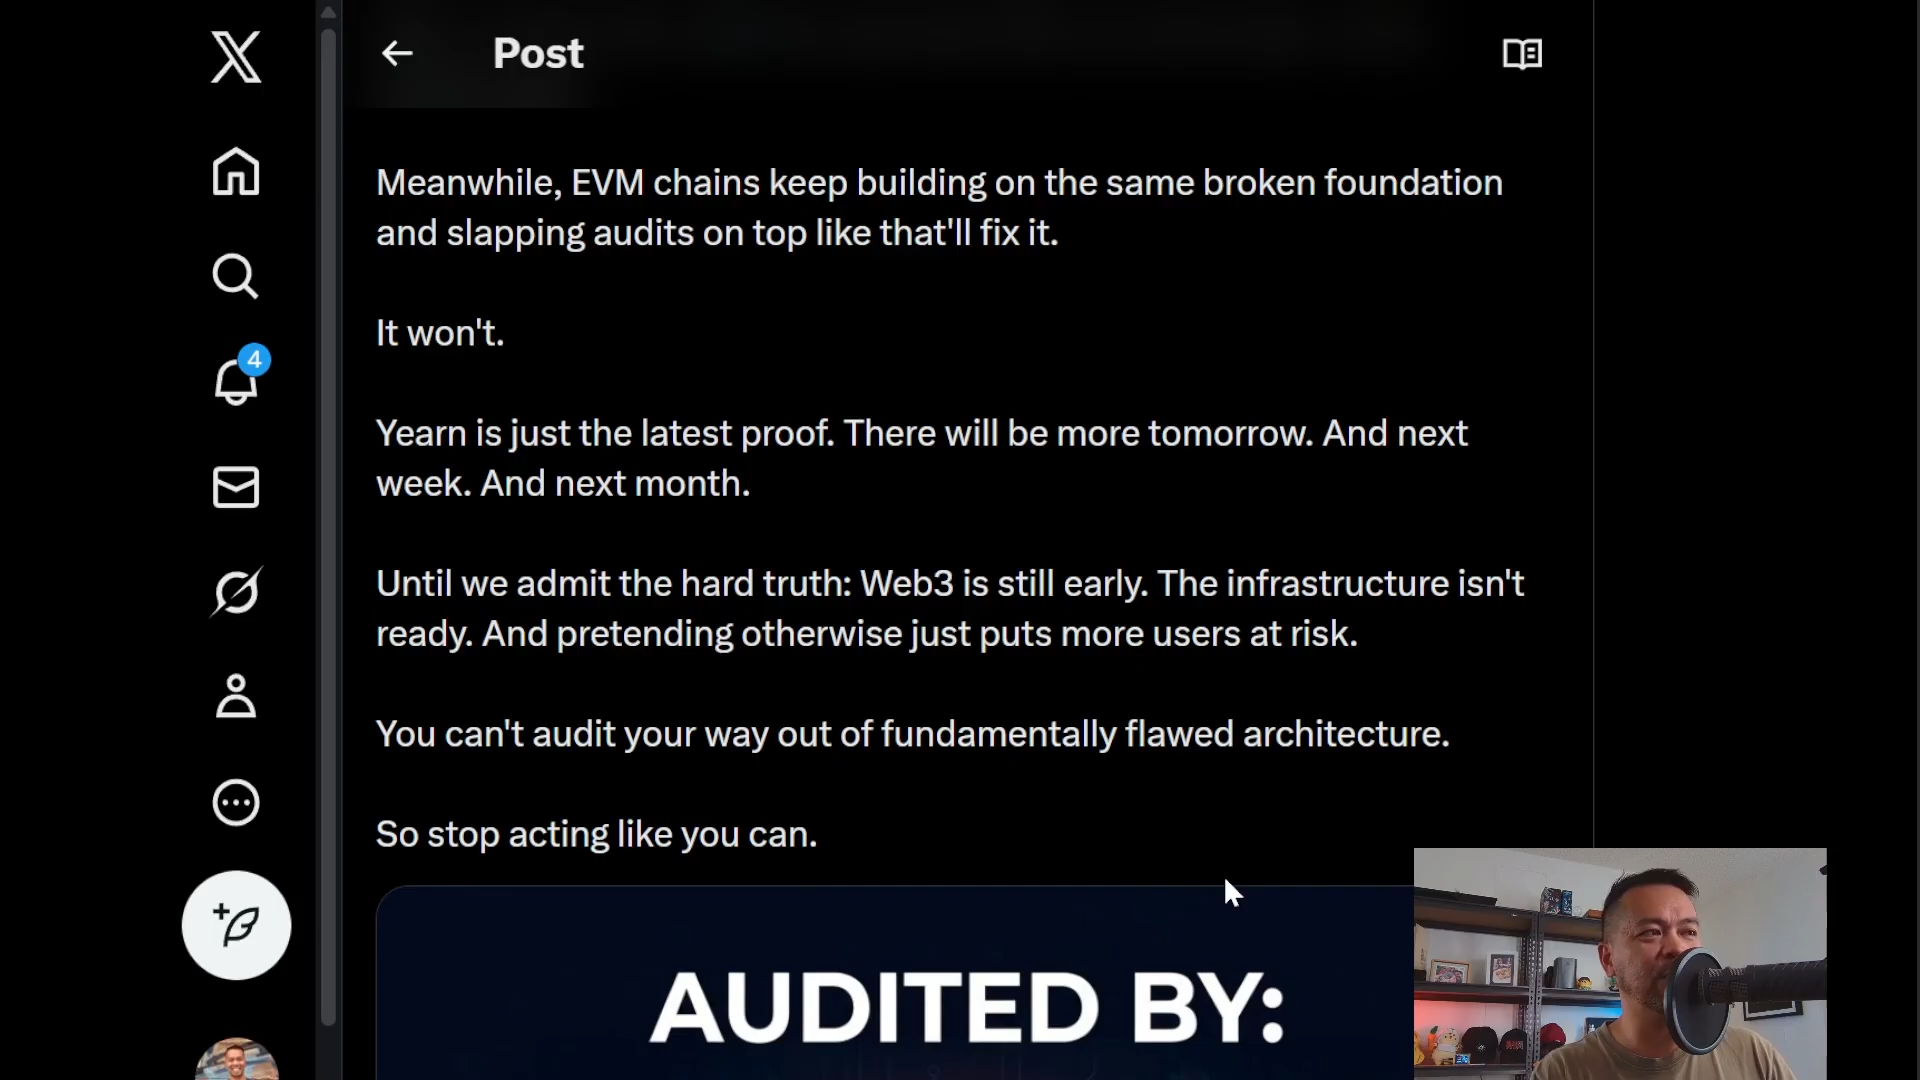 Post
4
Meanwhile, EVM chains keep building on the same broken foundation
and slapping audits on top like that'll fix it.
It won't.
Yearn is just the latest proof. There will be more tomorrow. And next
week. And next month.
Until we admit the hard truth: Web3 is still early. The infrastructure isn't
ready. And pretending otherwise just puts more users at risk.
You can't audit your way out of fundamentally flawed architecture.
So stop acting like you can.
AUDITED BY: